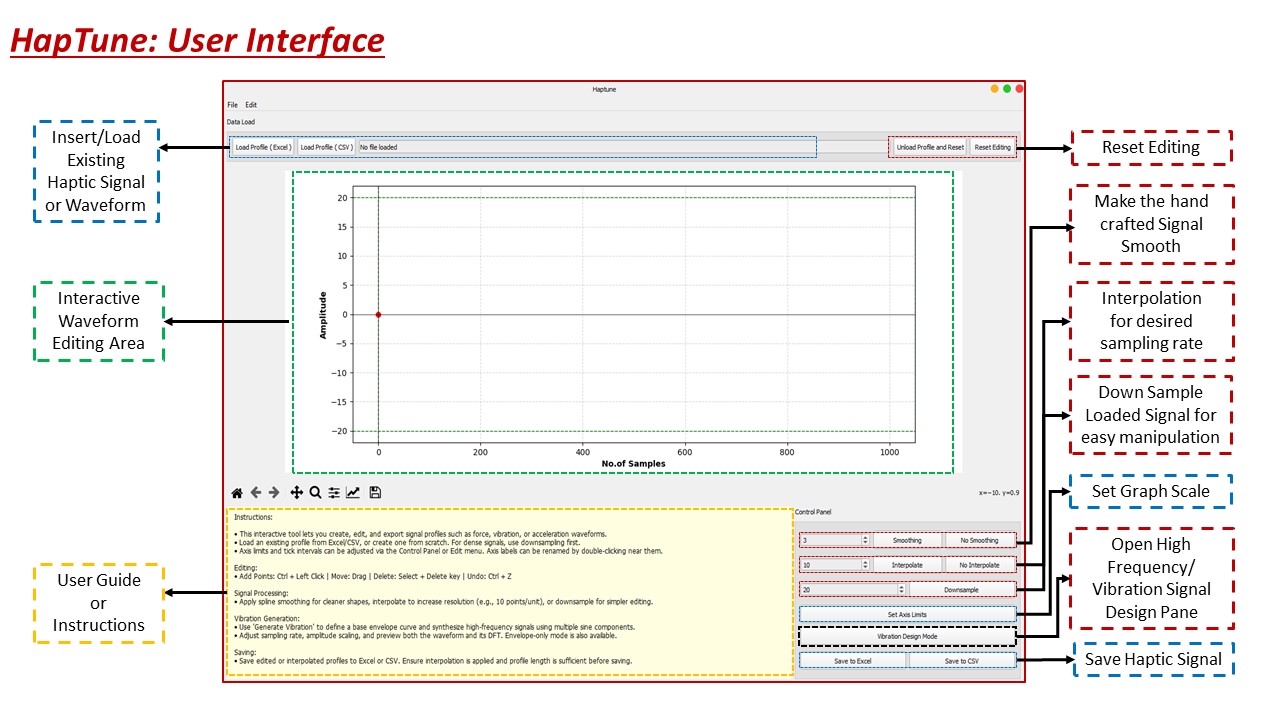 HapTune: User Interface
Insert/Load
Existing
Haptic Signal
or Waveform
Interactive
Waveform
Editing Area
User Guide
or
Instructions
Haptune
File Edit
Data Load
Load Profile ( Excel ) Load Profile ( CSV ) No file loaded Unload Profile and Reset Reset Editing
20
15
10
5
0
−5
−10
−15
−20
Amplitude
0 200 400 600 800 1000
No.of Samples
x=−10. y=0.9
Instructions:
• This interactive tool lets you create, edit, and export signal profiles such as force, vibration, or acceleration waveforms.
• Load an existing profile from Excel/CSV, or create one from scratch. For dense signals, use downsampling first.
• Axis limits and tick intervals can be adjusted via the Control Panel or Edit menu. Axis labels can be renamed by double-clicking near them.
Editing:
• Add Points: Ctrl + Left Click | Move: Drag | Delete: Select + Delete key | Undo: Ctrl + Z
Signal Processing:
• Apply spline smoothing for cleaner shapes, interpolate to increase resolution (e.g., 10 points/unit), or downsample for simpler editing.
Vibration Generation:
• Use 'Generate Vibration' to define a base envelope curve and synthesize high-frequency signals using multiple sine components.
• Adjust sampling rate, amplitude scaling, and preview both the waveform and its DFT. Envelope-only mode is also available.
Saving:
• Save edited or interpolated profiles to Excel or CSV. Ensure interpolation is applied and profile length is sufficient before saving.
Control Panel
3 Smoothing No Smoothing
10 Interpolate No Interpolate
20 Downsample
Set Axis Limits
Vibration Design Mode
Save to Excel Save to CSV
Reset Editing
Make the hand
crafted Signal
Smooth
Interpolation
for desired
sampling rate
Down Sample
Loaded Signal for
easy manipulation
Set Graph Scale
Open High
Frequency/
Vibration Signal
Design Pane
Save Haptic Signal